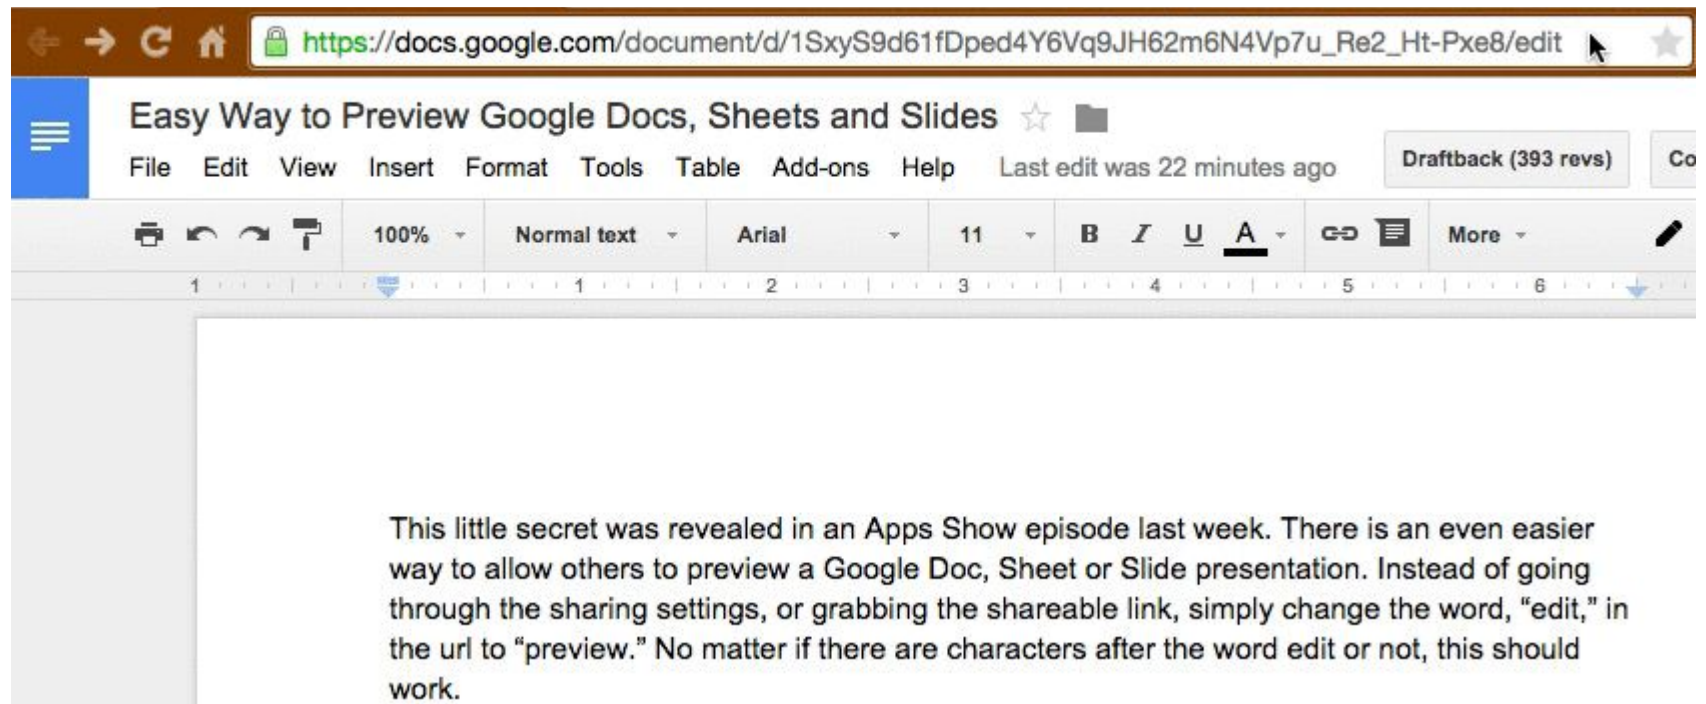 https://docs.google.com/document/d/1SxyS9d61fDped4Y6Vq9JH62m6N4Vp7u_Re2_Ht-Pxe8/edit
Easy Way to Preview Google Docs, Sheets and Slides
File Edit View Insert Format Tools Table Add-ons Help Last edit was 22 minutes ago Draftback (393 revs) Co
100% Normal text Arial 11 B I U A More
1 1 2 3 4 5 6
This little secret was revealed in an Apps Show episode last week. There is an even easier
way to allow others to preview a Google Doc, Sheet or Slide presentation. Instead of going
through the sharing settings, or grabbing the shareable link, simply change the word, “edit,” in
the url to “preview.” No matter if there are characters after the word edit or not, this should
work.